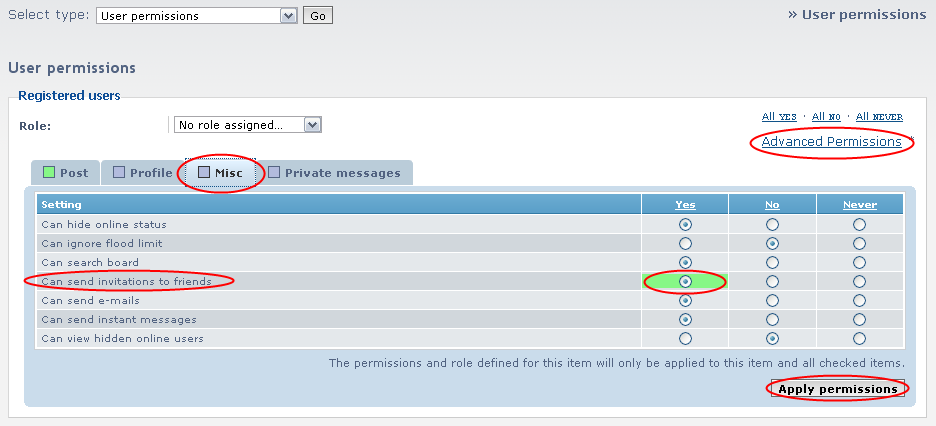 Select type: User permissions Go » User permissions
User permissions
Registered users
Role: No role assigned... All YES · All NO · All NEVER
Advanced Permissions
Post Profile Misc Private messages
Setting Yes No Never
Can hide online status
Can ignore flood limit
Can search board
Can send invitations to friends
Can send e-mails
Can send instant messages
Can view hidden online users
The permissions and role defined for this item will only be applied to this item and all checked items.
Apply permissions